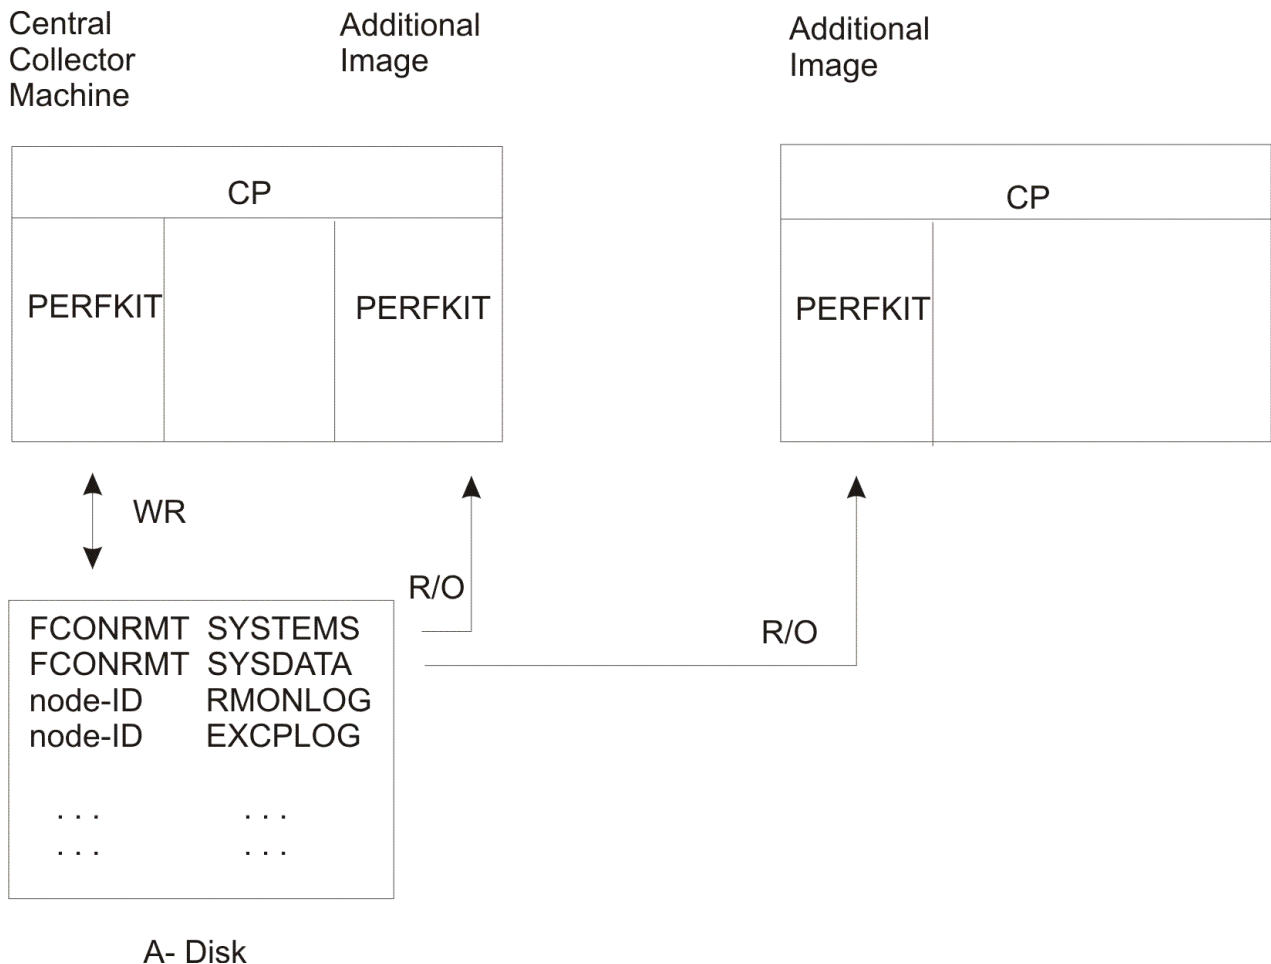 Central
Collector
Machine
Additional
Image
Additional
Image
CP
CP
PERFKIT
PERFKIT
PERFKIT
WR
R/O
R/O
FCONRMT SYSTEMS
FCONRMT SYSDATA
node-ID RMONLOG
node-ID EXCPLOG
. . . . . .
. . . . . .
A- Disk